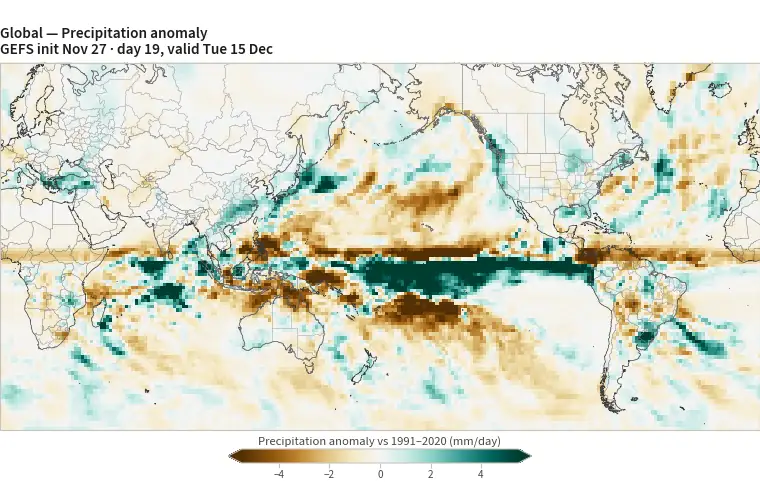 Global — Precipitation anomaly
GEFS init Nov 27 · day 19, valid Tue 15 Dec
Precipitation anomaly vs 1991–2020 (mm/day)
−4 −2 0 2 4